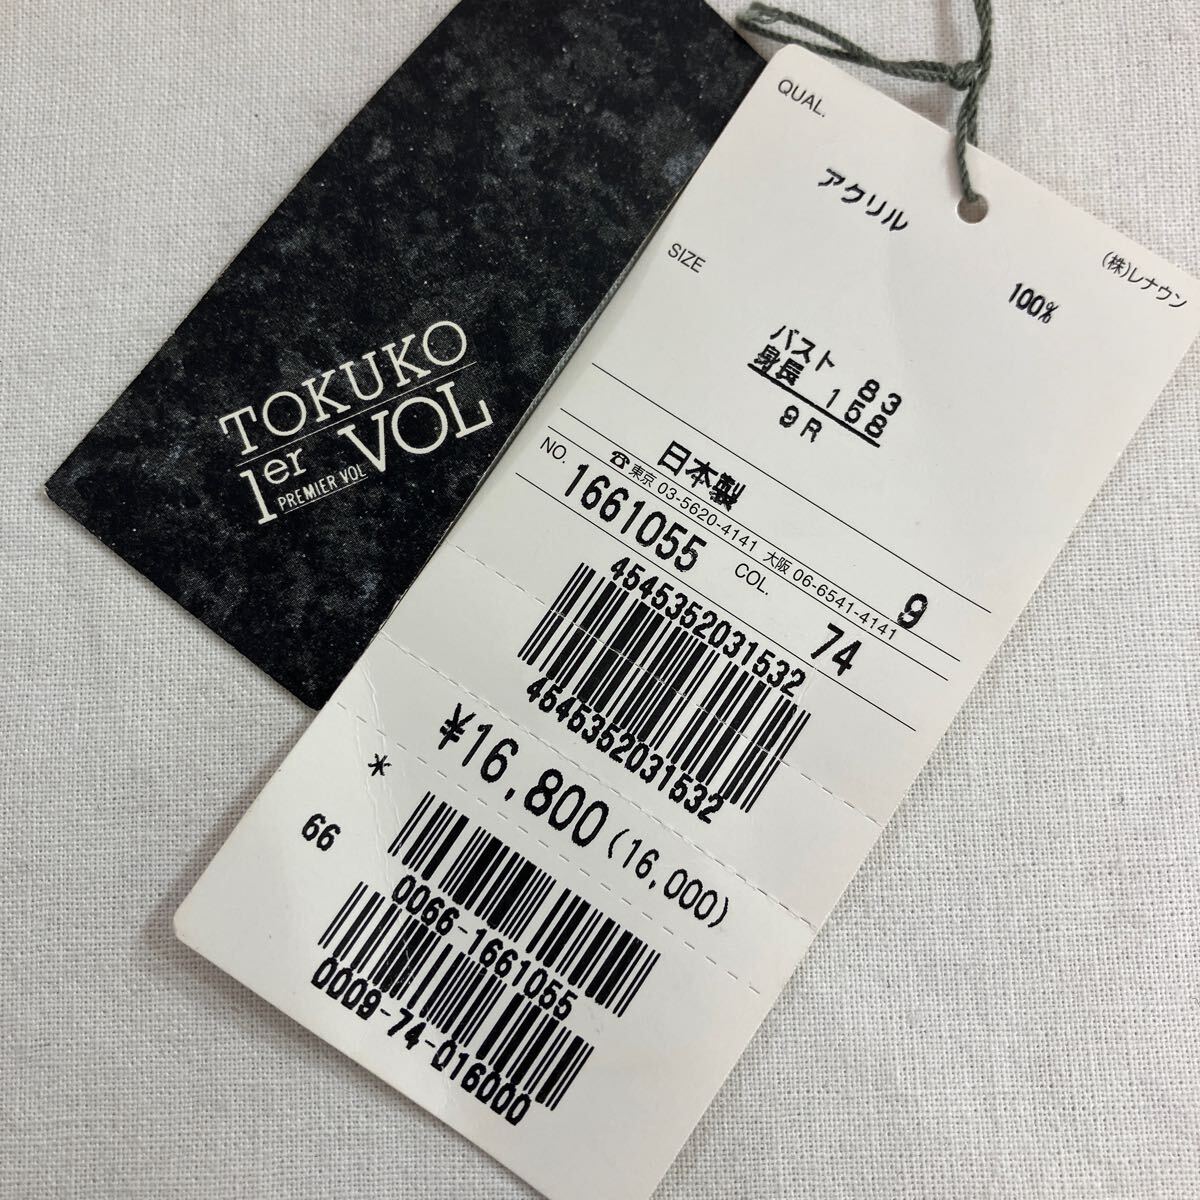 TOKUKO
1er VOL
PREMIER VOL
QUAL.
アクリル
100%
(株)レナウン
SIZE
バスト 83
身長 158
9R
日本製
☎東京 03-5620-4141 大阪 06-6541-4141
NO.
1661055
COL.
74
9
4545352031532
4545352031532
¥16,800(16,000)
*
66
0066-1661055
0009-74-016000